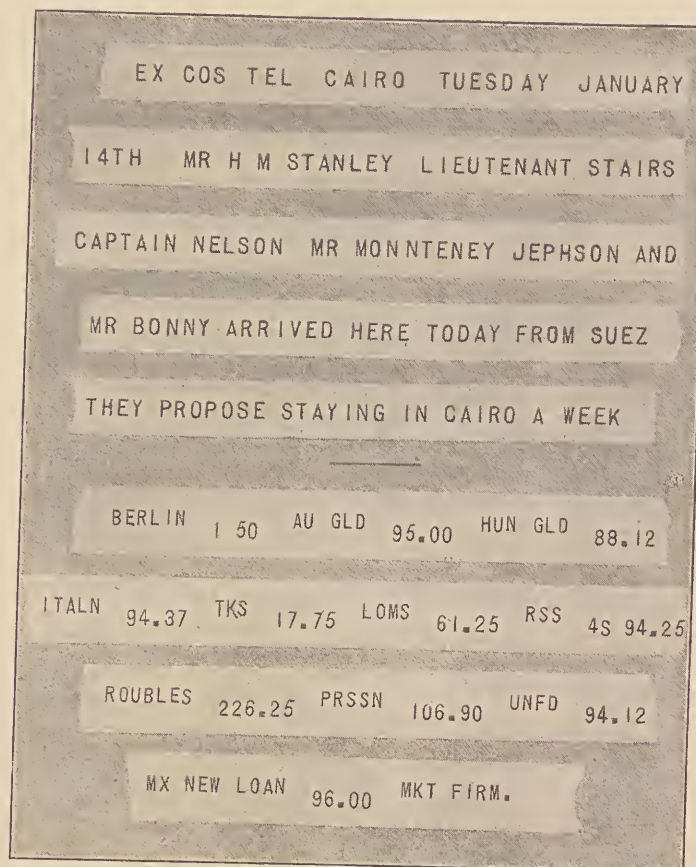 EX COS TEL CAIRO TUESDAY JANUARY
14TH MR H M STANLEY LIEUTENANT STAIRS
CAPTAIN NELSON MR MONNTENEY JEPHSON AND
MR BONNY ARRIVED HERE TODAY FROM SUEZ
THEY PROPOSE STAYING IN CAIRO A WEEK
BERLIN 1 50 AU GLD 95.00 HUN GLD 88.12
ITALN 94.37 TKS 17.75 LOMS 61.25 RSS 4S 94.25
ROUBLES 226.25 PRSSN 106.90 UNFD 94.12
MX NEW LOAN 96.00 MKT FIRM.